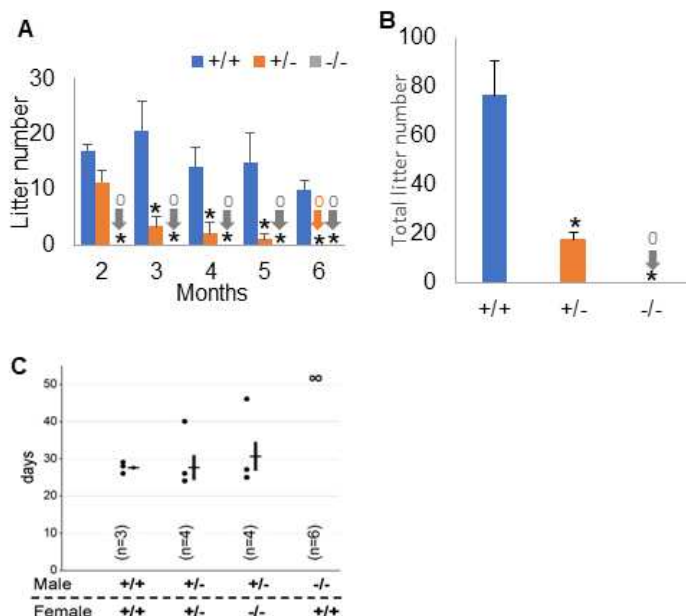 A
+/+ +/- -/-
Litter number
30
20
10
0
0 0 0 0 0 0
* * * * * * * * *
2 3 4 5 6
Months
B
Total litter number
100
80
60
40
20
0
*
0
*
+/+ +/- -/-
C
days
50
40
30
20
10
0
∞
(n=3) (n=4) (n=4) (n=6)
Male +/+ +/- +/- -/-
Female +/+ +/- -/- +/+